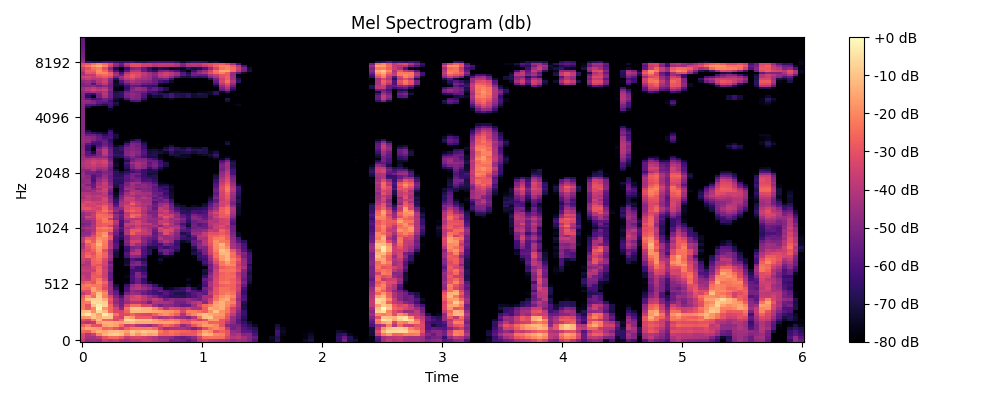 Mel Spectrogram (db)
8192
4096
2048
1024
512
0
Hz
0 1 2 3 4 5 6
Time
+0 dB
-10 dB
-20 dB
-30 dB
-40 dB
-50 dB
-60 dB
-70 dB
-80 dB